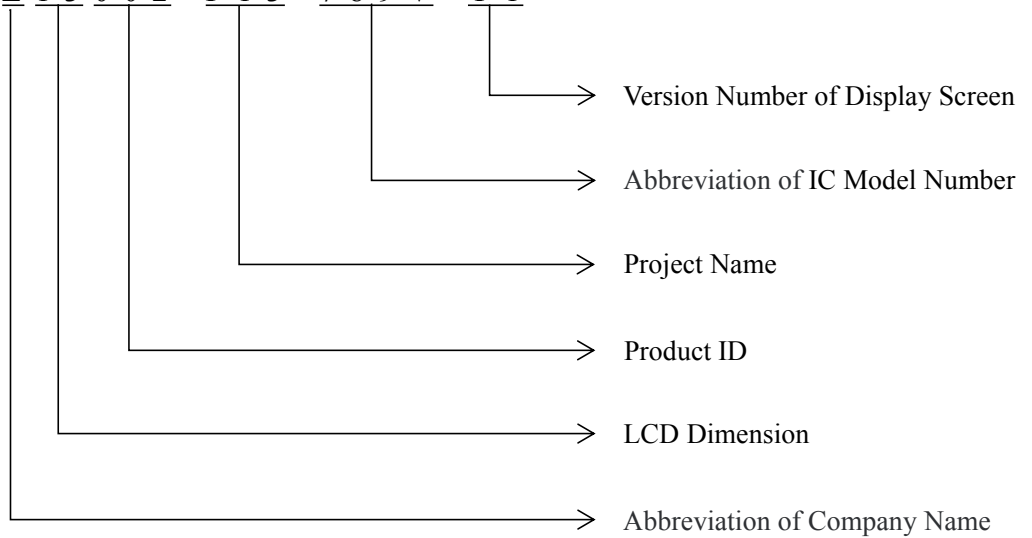 Version Number of Display Screen
Abbreviation of IC Model Number
Project Name
Product ID
LCD Dimension
Abbreviation of Company Name